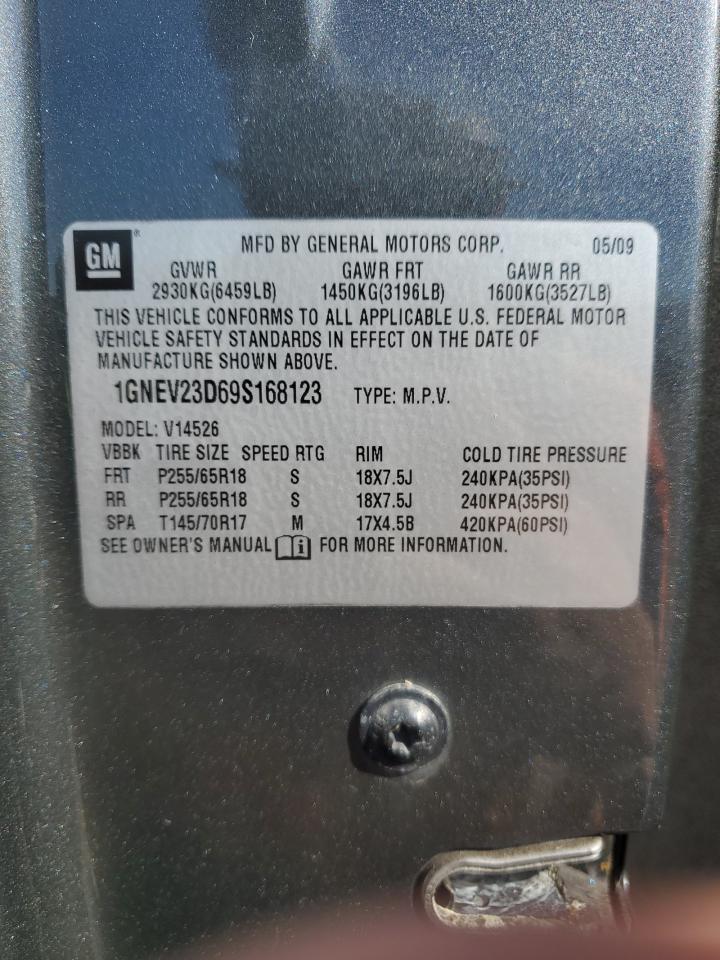 GM® MFD BY GENERAL MOTORS CORP. 05/09
GVWR GAWR FRT GAWR RR
2930KG(6459LB) 1450KG(3196LB) 1600KG(3527LB)
THIS VEHICLE CONFORMS TO ALL APPLICABLE U.S. FEDERAL MOTOR
VEHICLE SAFETY STANDARDS IN EFFECT ON THE DATE OF
MANUFACTURE SHOWN ABOVE.
1GNEV23D69S168123 TYPE: M.P.V.
MODEL: V14526
VBBK TIRE SIZE SPEED RTG RIM COLD TIRE PRESSURE
FRT P255/65R18 S 18X7.5J 240KPA(35PSI)
RR P255/65R18 S 18X7.5J 240KPA(35PSI)
SPA T145/70R17 M 17X4.5B 420KPA(60PSI)
SEE OWNER'S MANUAL i FOR MORE INFORMATION.